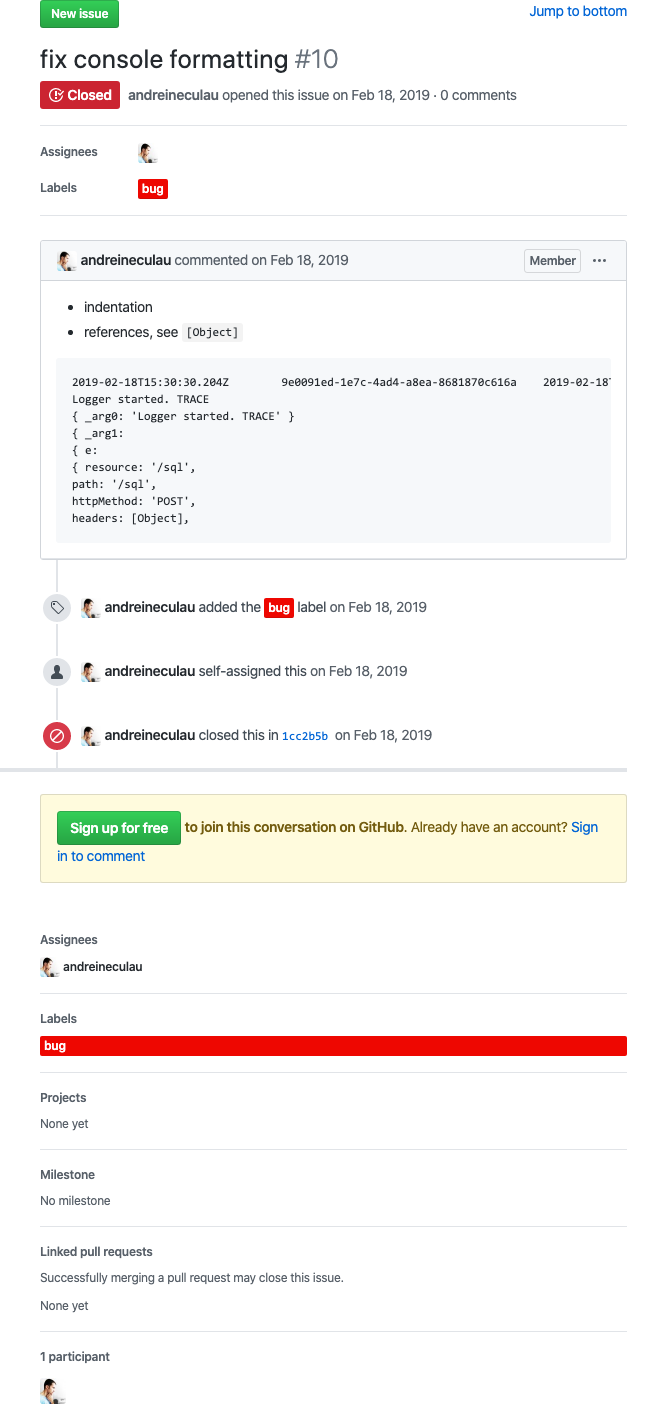 New issue
Jump to bottom
fix console formatting #10
Closed andreineculau opened this issue on Feb 18, 2019 · 0 comments
Assignees
Labels bug
andreineculau commented on Feb 18, 2019 Member ···
• indentation
• references, see [Object]
2019-02-18T15:30:30.204Z 9e0091ed-1e7c-4ad4-a8ea-8681870c616a 2019-02-18T
Logger started. TRACE
{ _arg0: 'Logger started. TRACE' }
{ _arg1:
{ e:
{ resource: '/sql',
path: '/sql',
httpMethod: 'POST',
headers: [Object],
andreineculau added the bug label on Feb 18, 2019
andreineculau self-assigned this on Feb 18, 2019
andreineculau closed this in 1cc2b5b on Feb 18, 2019
Sign up for free to join this conversation on GitHub. Already have an account? Sign
in to comment
Assignees
andreineculau
Labels
bug
Projects
None yet
Milestone
No milestone
Linked pull requests
Successfully merging a pull request may close this issue.
None yet
1 participant